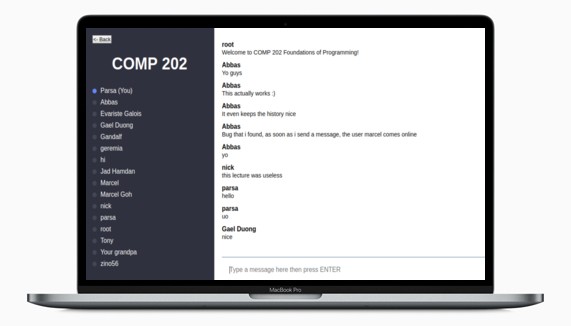 <- Back
COMP 202
Parsa (You)
Abbas
Evariste Galois
Gael Duong
Gandalf
geremia
hi
Jad Hamdan
Marcel
Marcel Goh
nick
parsa
root
Tony
Your grandpa
zino56
root
Welcome to COMP 202 Foundations of Programming!
Abbas
Yo guys
Abbas
This actually works :)
Abbas
It even keeps the history nice
Abbas
Bug that i found, as soon as i send a message, the user marcel comes online
Abbas
yo
nick
this lecture was useless
parsa
hello
parsa
uo
Gael Duong
nice
Type a message here then press ENTER
MacBook Pro